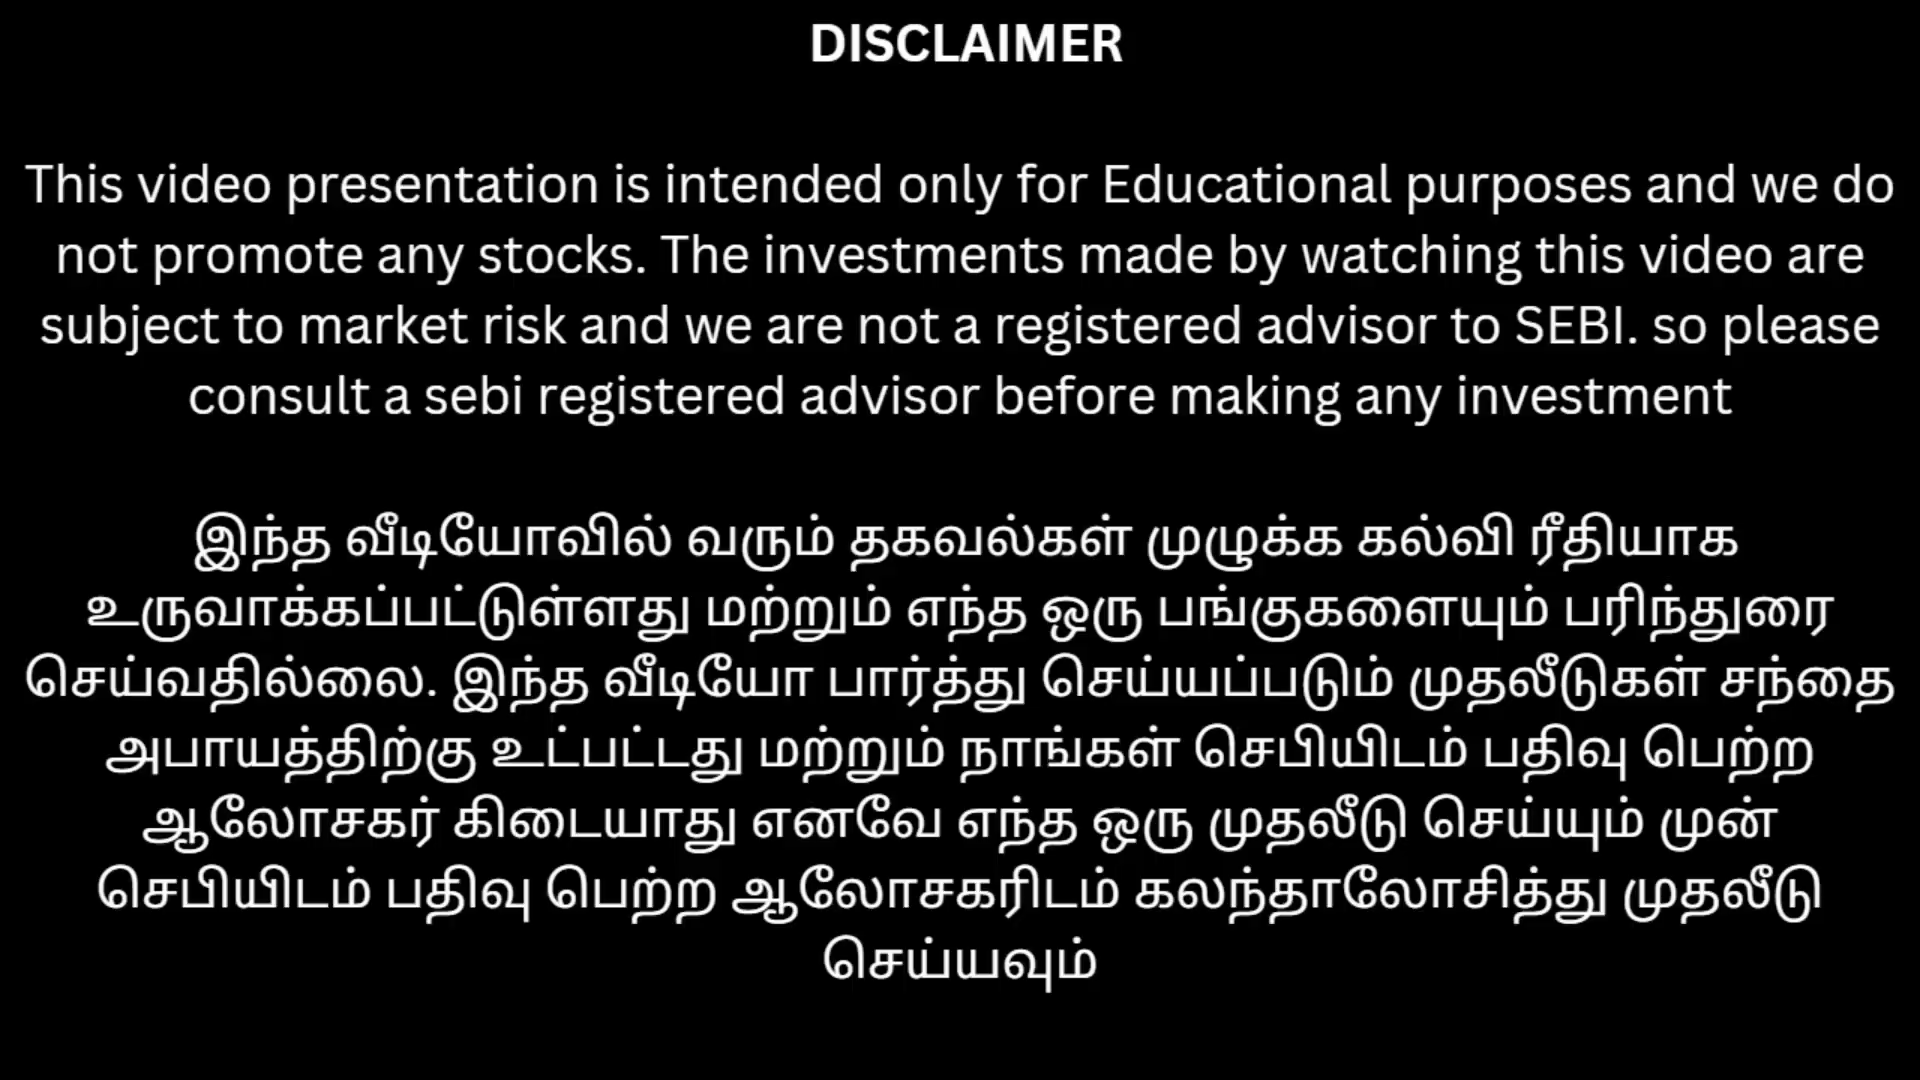 DISCLAIMER
This video presentation is intended only for Educational purposes and we do
not promote any stocks. The investments made by watching this video are
subject to market risk and we are not a registered advisor to SEBI. so please
consult a sebi registered advisor before making any investment
இந்த வீடியோவில் வரும் தகவல்கள் முழுக்க கல்வி ரீதியாக
உருவாக்கப்பட்டுள்ளது மற்றும் எந்த ஒரு பங்குகளையும் பரிந்துரை
செய்வதில்லை. இந்த வீடியோ பார்த்து செய்யப்படும் முதலீடுகள் சந்தை
அபாயத்திற்கு உட்பட்டது மற்றும் நாங்கள் செபியிடம் பதிவு பெற்ற
ஆலோசகர் கிடையாது எனவே எந்த ஒரு முதலீடு செய்யும் முன்
செபியிடம் பதிவு பெற்ற ஆலோசகரிடம் கலந்தாலோசித்து முதலீடு
செய்யவும்